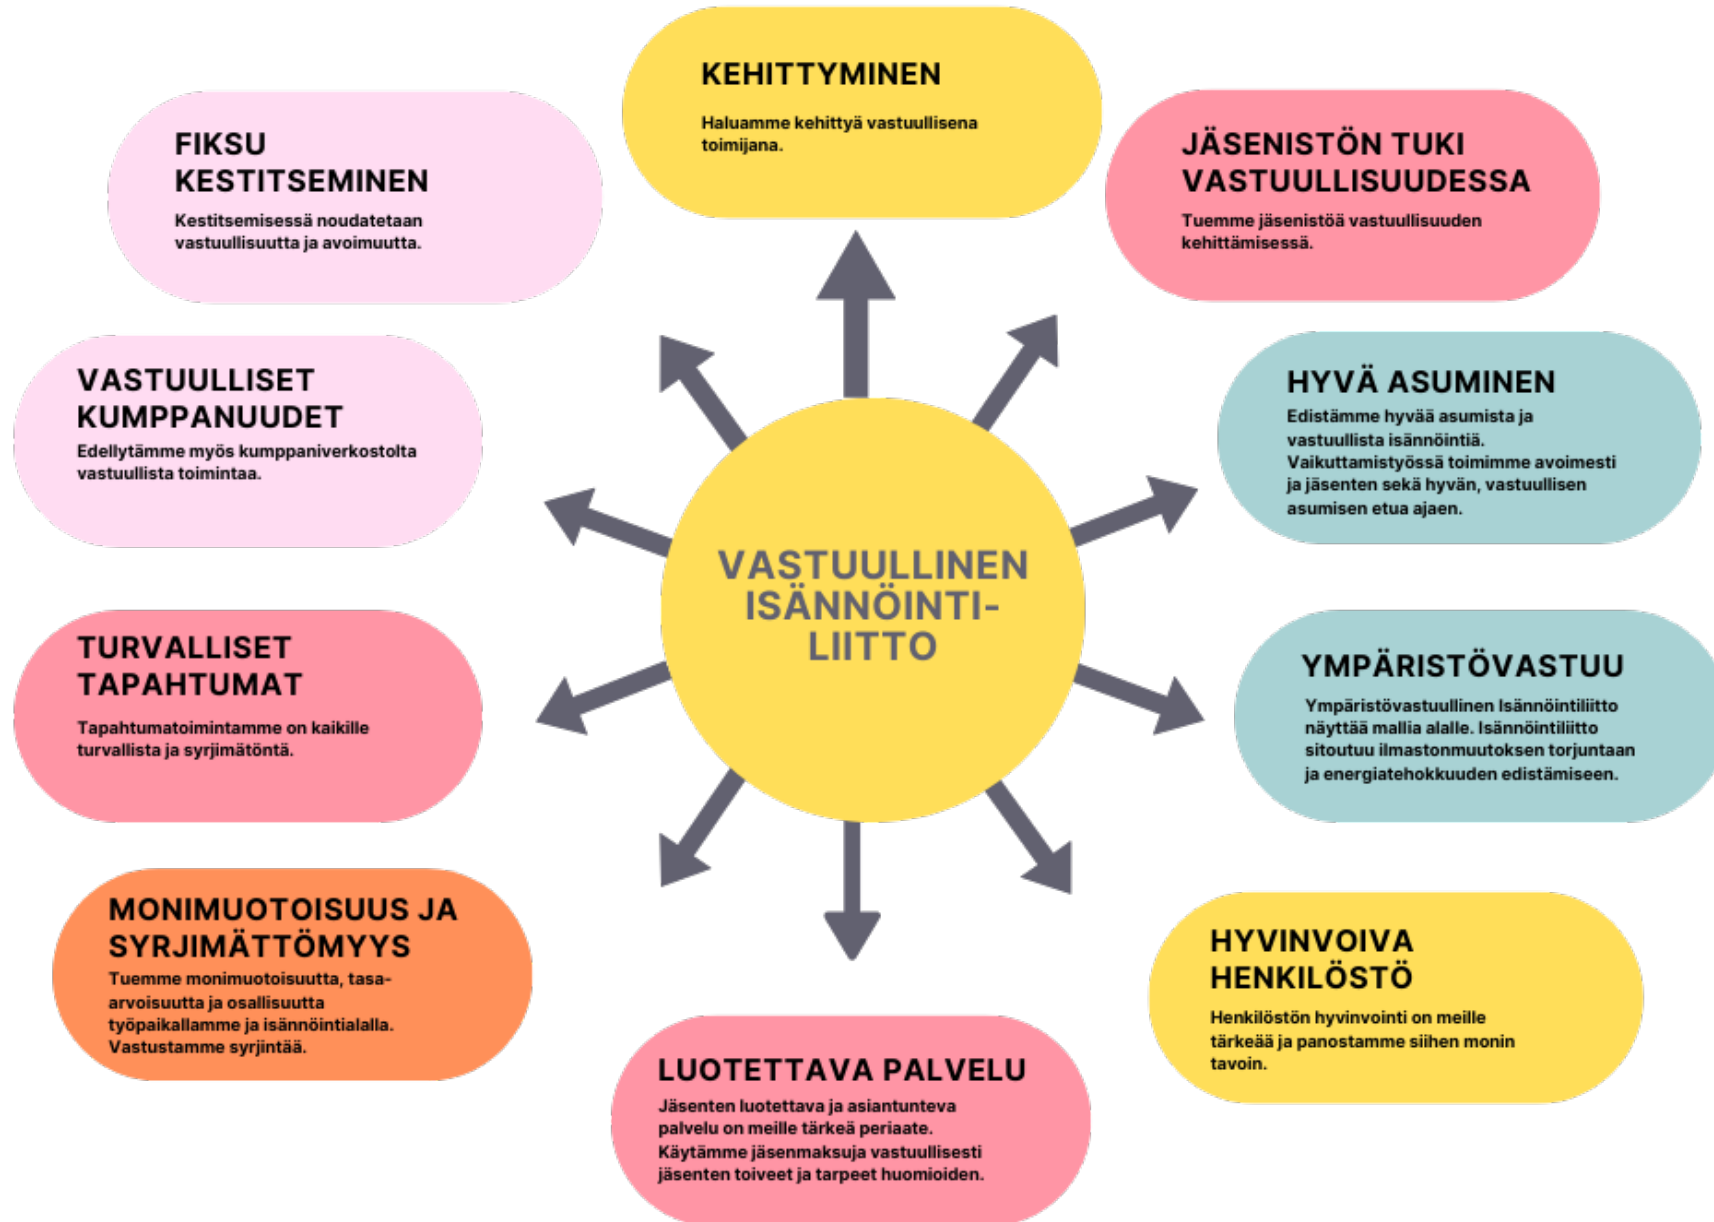 KEHITTYMINEN
Haluamme kehittyä vastuullisena
toimijana.
JÄSENISTÖN TUKI
VASTUULLISUUDESSA
Tuemme jäsenistöä vastuullisuuden
kehittämisessä.
HYVÄ ASUMINEN
Edistämme hyvää asumista ja
vastuullista isännöintiä.
Vaikuttamistyössä toimimme avoimesti
ja jäsenten sekä hyvän, vastuullisen
asumisen etua ajaen.
YMPÄRISTÖVASTUU
Ympäristövastuullinen Isännöintiliitto
näyttää mallia alalle. Isännöintiliitto
sitoutuu ilmastonmuutoksen torjuntaan
ja energiatehokkuuden edistämiseen.
HYVINVOIVA
HENKILÖSTÖ
Henkilöstön hyvinvointi on meille
tärkeää ja panostamme siihen monin
tavoin.
LUOTETTAVA PALVELU
Jäsenten luotettava ja asiantunteva
palvelu on meille tärkeä periaate.
Käytämme jäsenmaksuja vastuullisesti
jäsenten toiveet ja tarpeet huomioiden.
MONIMUOTOISUUS JA
SYRJIMÄTTÖMYYS
Tuemme monimuotoisuutta, tasa-
arvoisuutta ja osallisuutta
työpaikallamme ja isännöintialalla.
Vastustamme syrjintää.
TURVALLISET
TAPAHTUMAT
Tapahtumatoimintamme on kaikille
turvallista ja syrjimätöntä.
VASTUULLISET
KUMPPANUUDET
Edellytämme myös kumppaniverkostolta
vastuullista toimintaa.
FIKSU
KESTITSEMINEN
Kestitsemisessä noudatetaan
vastuullisuutta ja avoimuutta.
VASTUULLINEN
ISÄNNÖINTI-
LIITTO